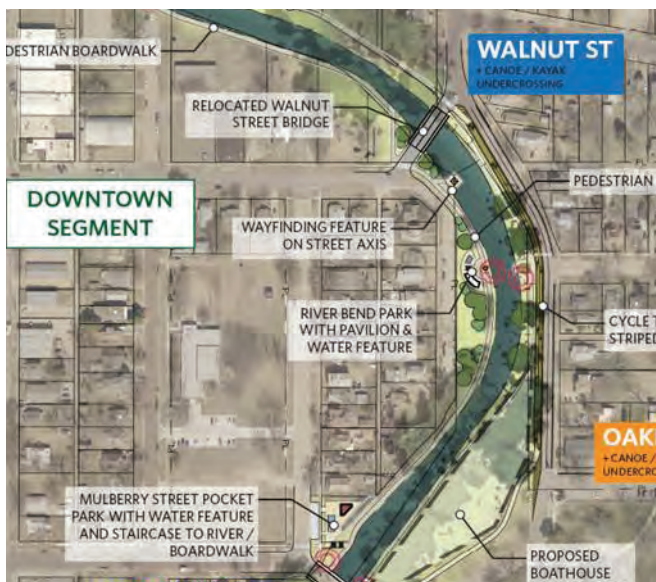 DESTRIAN BOARDWALK
WALNUT ST
+ CANOE / KAYAK
UNDERCROSSING
RELOCATED WALNUT
STREET BRIDGE
DOWNTOWN
SEGMENT
PEDESTRIAN
WAYFINDING FEATURE
ON STREET AXIS
RIVER BEND PARK
WITH PAVILION &
WATER FEATURE
CYCLE T
STRIPED
OAK
+ CANOE /
UNDERCRO
MULBERRY STREET POCKET
PARK WITH WATER FEATURE
AND STAIRCASE TO RIVER /
BOARDWALK
PROPOSED
BOATHOUSE